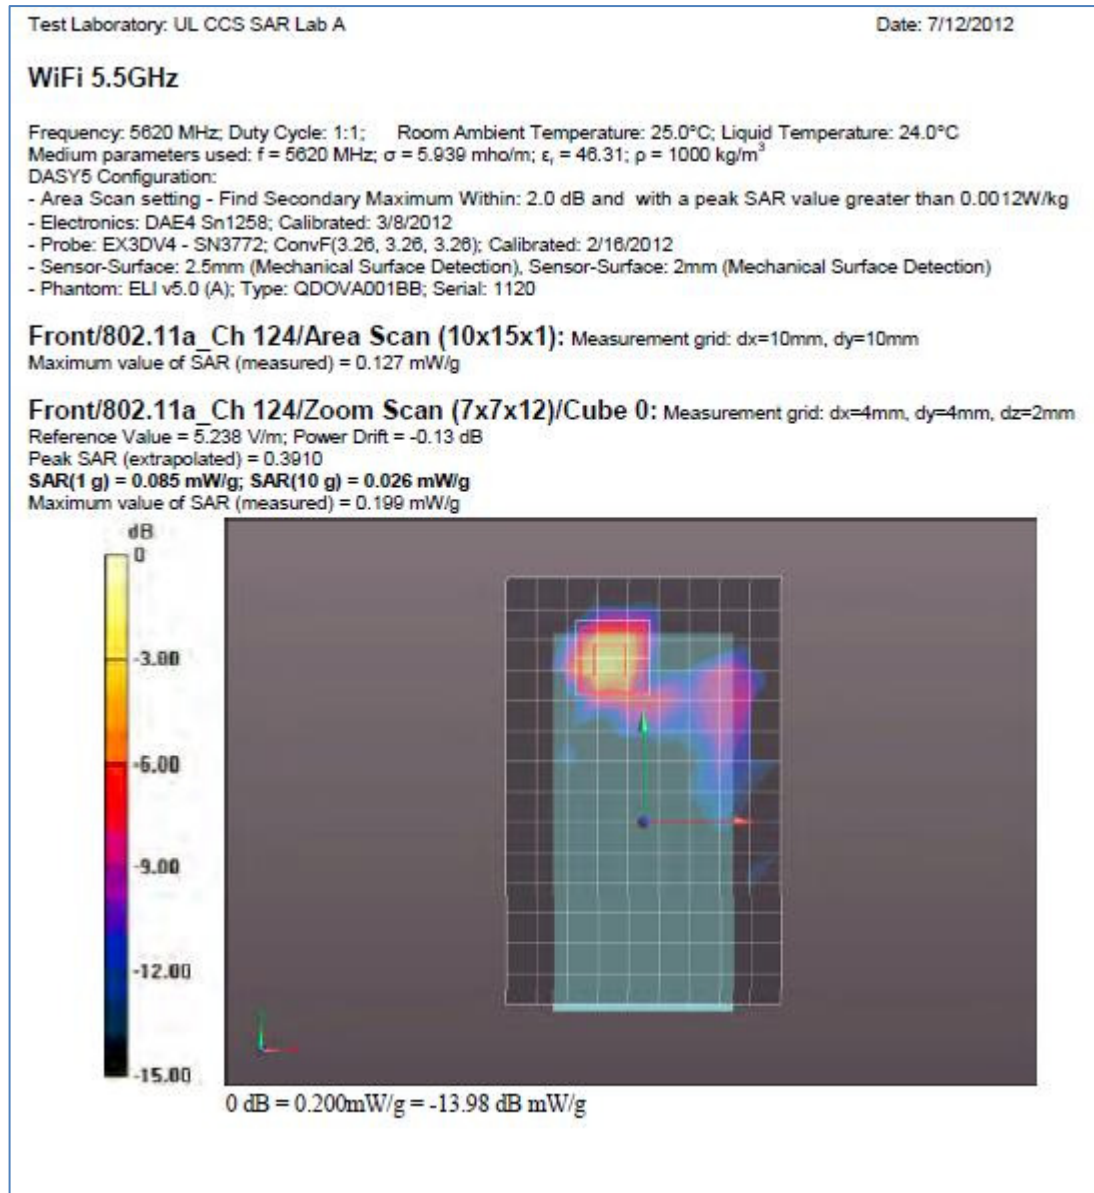 Test Laboratory: UL CCS SAR Lab A Date: 7/12/2012
WiFi 5.5GHz
Frequency: 5620 MHz; Duty Cycle: 1:1; Room Ambient Temperature: 25.0°C; Liquid Temperature: 24.0°C
Medium parameters used: f = 5620 MHz; σ = 5.939 mho/m; εr = 46.31; ρ = 1000 kg/m³
DASY5 Configuration:
- Area Scan setting - Find Secondary Maximum Within: 2.0 dB and with a peak SAR value greater than 0.0012W/kg
- Electronics: DAE4 Sn1258; Calibrated: 3/8/2012
- Probe: EX3DV4 - SN3772; ConvF(3.26, 3.26, 3.26); Calibrated: 2/16/2012
- Sensor-Surface: 2.5mm (Mechanical Surface Detection), Sensor-Surface: 2mm (Mechanical Surface Detection)
- Phantom: ELI v5.0 (A); Type: QDOVA001BB; Serial: 1120
Front/802.11a_Ch 124/Area Scan (10x15x1): Measurement grid: dx=10mm, dy=10mm
Maximum value of SAR (measured) = 0.127 mW/g
Front/802.11a_Ch 124/Zoom Scan (7x7x12)/Cube 0: Measurement grid: dx=4mm, dy=4mm, dz=2mm
Reference Value = 5.238 V/m; Power Drift = -0.13 dB
Peak SAR (extrapolated) = 0.3910
SAR(1 g) = 0.085 mW/g; SAR(10 g) = 0.026 mW/g
Maximum value of SAR (measured) = 0.199 mW/g
dB
0
-3.00
-6.00
-9.00
-12.00
-15.00
0 dB = 0.200mW/g = -13.98 dB mW/g